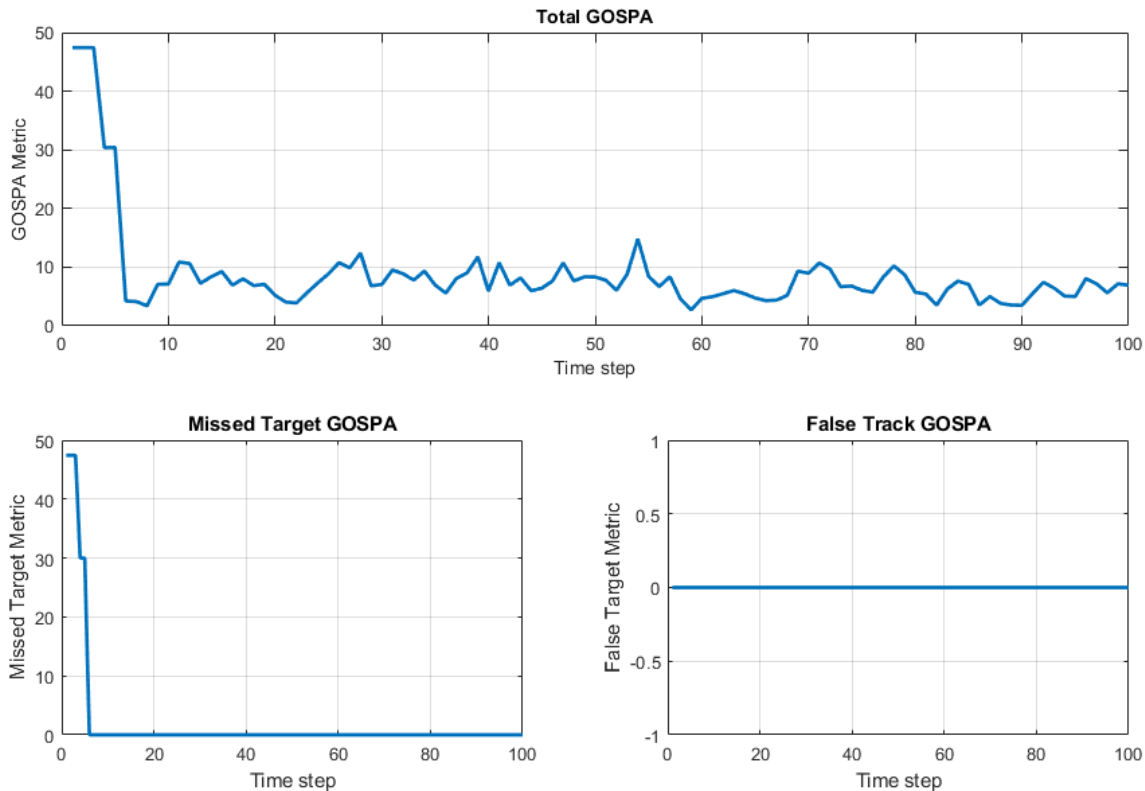 Total GOSPA
50
40
30
20
10
0
GOSPA Metric
0 10 20 30 40 50 60 70 80 90 100
Time step
Missed Target GOSPA
50
40
30
20
10
0
Missed Target Metric
0 20 40 60 80 100
Time step
False Track GOSPA
1
0.5
0
-0.5
-1
False Target Metric
0 20 40 60 80 100
Time step